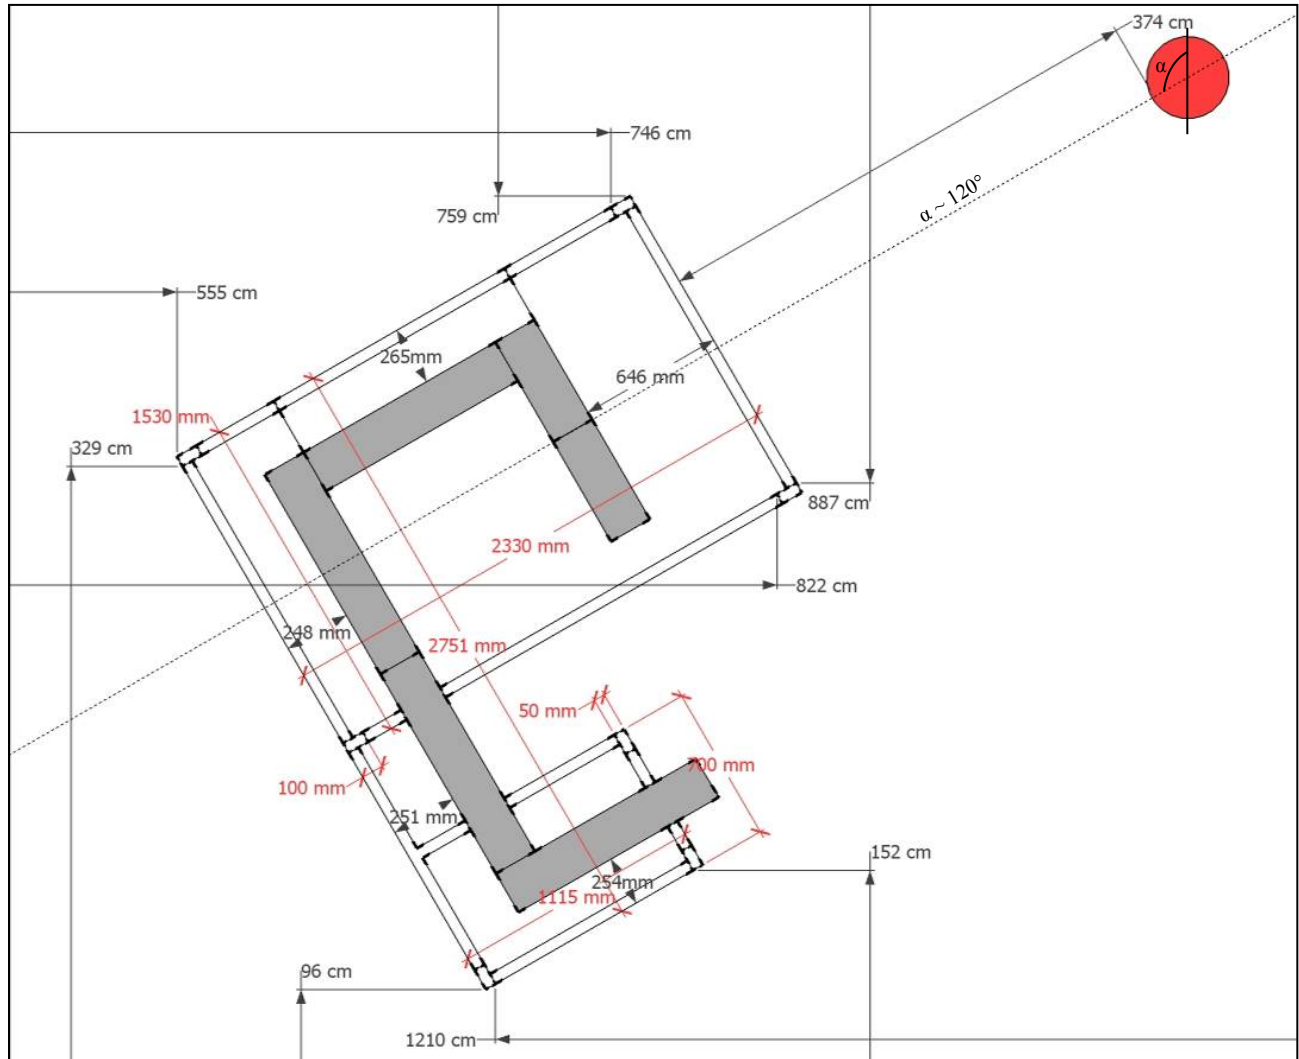 374 cm
α
746 cm
α ~ 120°
759 cm
555 cm
265mm
646 mm
1530 mm
329 cm
887 cm
2330 mm
822 cm
248 mm
2751 mm
50 mm
700 mm
100 mm
251 mm
152 cm
254mm
1115 mm
96 cm
1210 cm